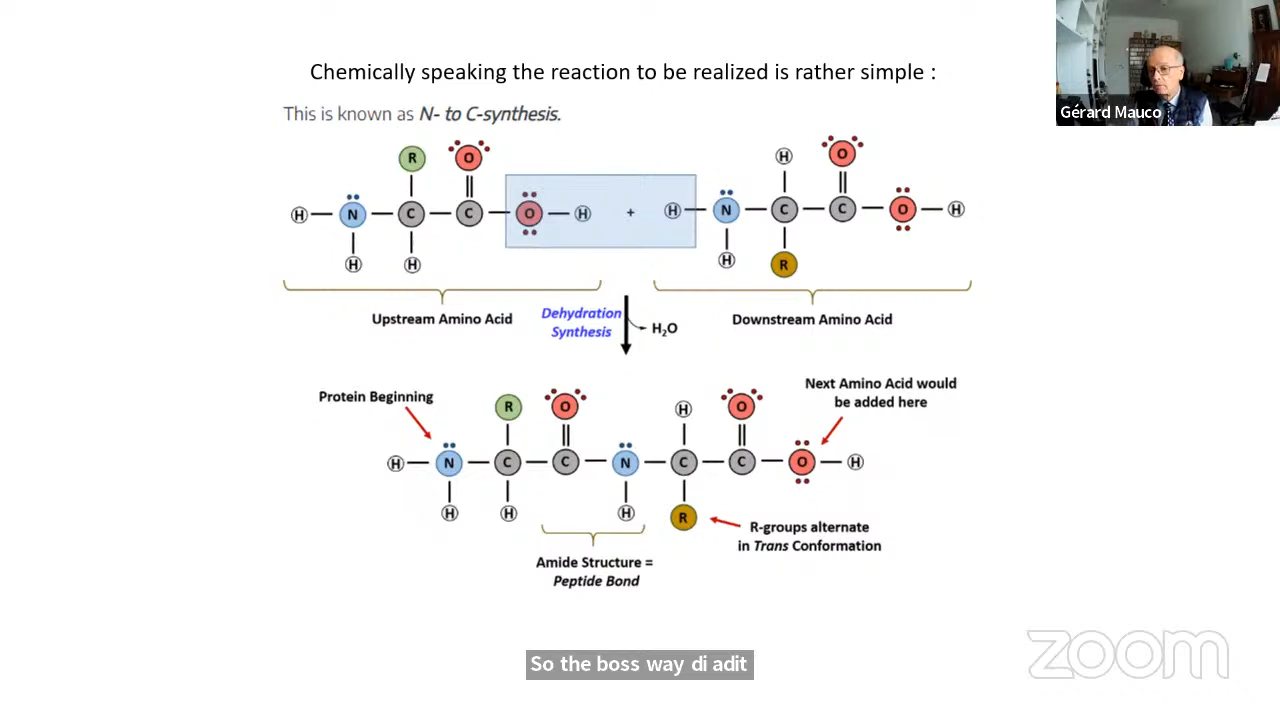 Chemically speaking the reaction to be realized is rather simple :
Gérard Mauco
This is known as N- to C-synthesis.
R O H O
H N C C O H + H N C C O H
H H H R
Upstream Amino Acid
Dehydration
Synthesis
H₂O
Downstream Amino Acid
Protein Beginning
Next Amino Acid would
be added here
R O H O
H N C C N C C O H
H H H R
R-groups alternate
in Trans Conformation
Amide Structure =
Peptide Bond
So the boss way di adit
zoom